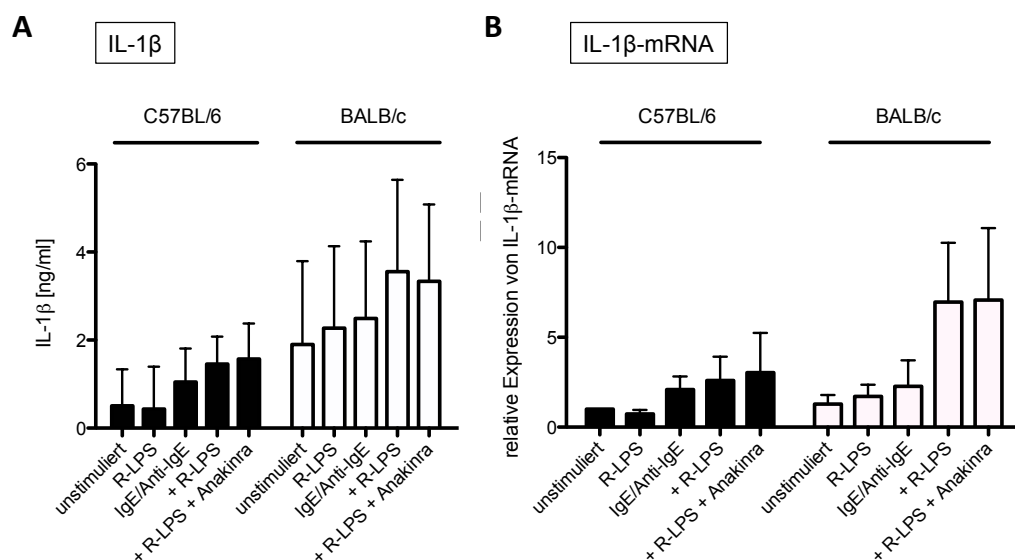 A
IL-1β
C57BL/6
BALB/c
IL-1β [ng/ml]
6
4
2
0
unstimuliert
R-LPS
IgE/Anti-IgE
+ R-LPS
+ R-LPS + Anakinra
unstimuliert
R-LPS
IgE/Anti-IgE
+ R-LPS
+ R-LPS + Anakinra
B
IL-1β-mRNA
C57BL/6
BALB/c
relative Expression von IL-1β-mRNA
15
10
5
0
unstimuliert
R-LPS
IgE/Anti-IgE
+ R-LPS
+ R-LPS + Anakinra
unstimuliert
R-LPS
IgE/Anti-IgE
+ R-LPS
+ R-LPS + Anakinra